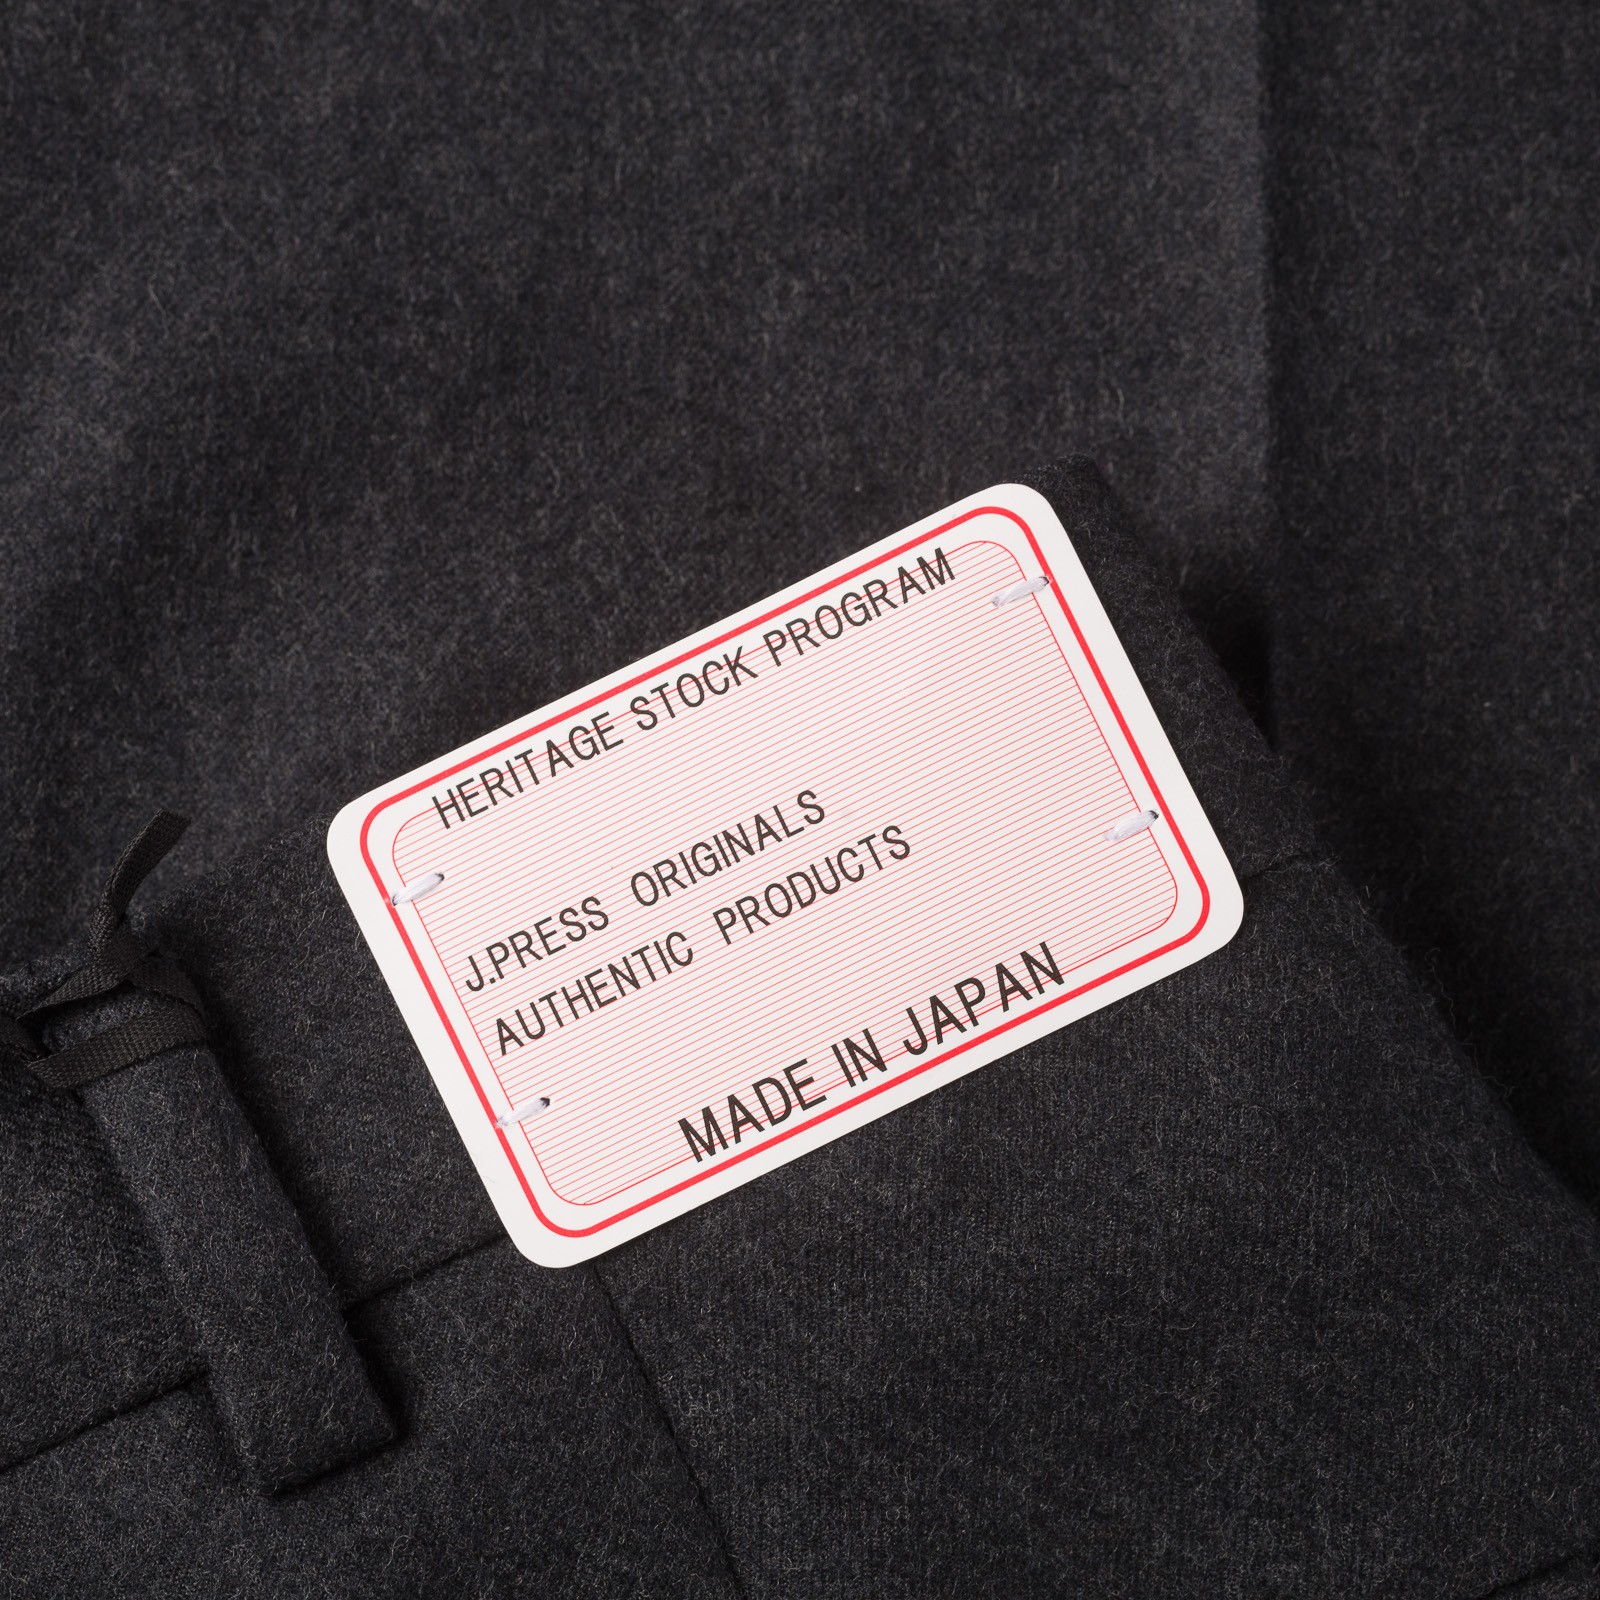 HERITAGE STOCK PROGRAM
J.PRESS ORIGINALS
AUTHENTIC PRODUCTS
MADE IN JAPAN